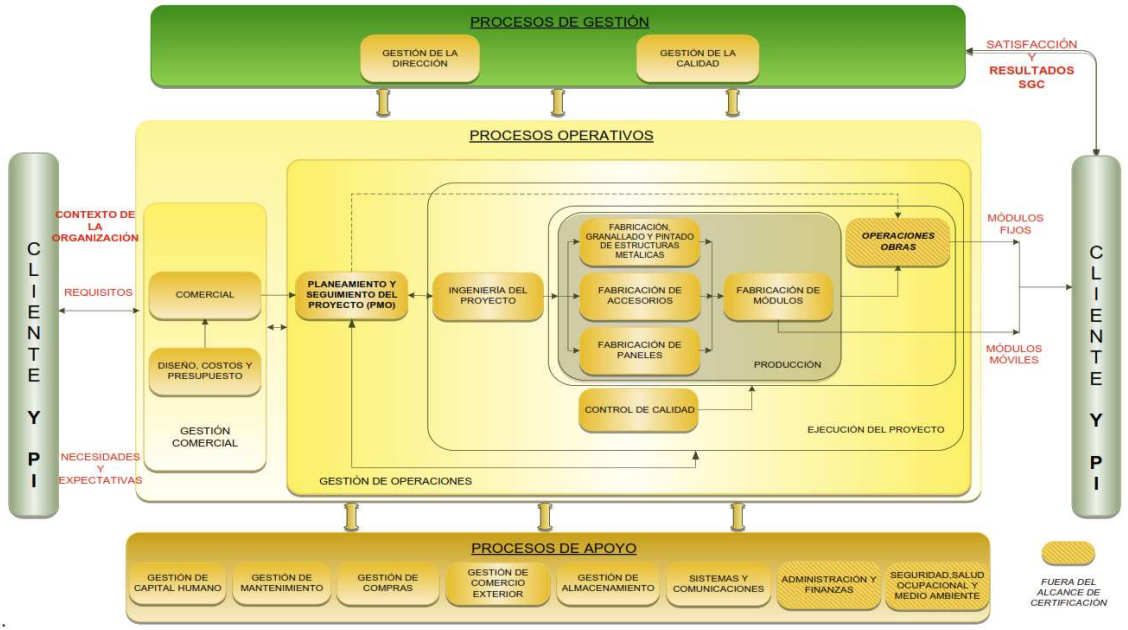 PROCESOS DE GESTIÓN
GESTIÓN DE LA
DIRECCIÓN
GESTIÓN DE LA
CALIDAD
SATISFACCIÓN
Y
RESULTADOS
SGC
PROCESOS OPERATIVOS
CLIENTE Y PI
CONTEXTO DE
LA
ORGANIZACIÓN
REQUISITOS
NECESIDADES
Y
EXPECTATIVAS
COMERCIAL
DISEÑO, COSTOS Y
PRESUPUESTO
GESTIÓN
COMERCIAL
PLANEAMIENTO Y
SEGUIMIENTO DEL
PROYECTO (PMO)
INGENIERÍA DEL
PROYECTO
FABRICACIÓN,
GRANALLADO Y PINTADO
DE ESTRUCTURAS
METÁLICAS
FABRICACIÓN DE
ACCESORIOS
FABRICACIÓN DE
PANELES
FABRICACIÓN DE
MÓDULOS
PRODUCCIÓN
OPERACIONES
OBRAS
CONTROL DE CALIDAD
EJECUCIÓN DEL PROYECTO
GESTIÓN DE OPERACIONES
MÓDULOS
FIJOS
MÓDULOS
MÓVILES
CLIENTE Y PI
PROCESOS DE APOYO
GESTIÓN DE
CAPITAL HUMANO
GESTIÓN DE
MANTENIMIENTO
GESTIÓN DE
COMPRAS
GESTIÓN DE
COMERCIO
EXTERIOR
GESTIÓN DE
ALMACENAMIENTO
SISTEMAS Y
COMUNICACIONES
ADMINISTRACIÓN Y
FINANZAS
SEGURIDAD,SALUD
OCUPACIONAL Y
MEDIO AMBIENTE
FUERA DEL
ALCANCE DE
CERTIFICACIÓN
.